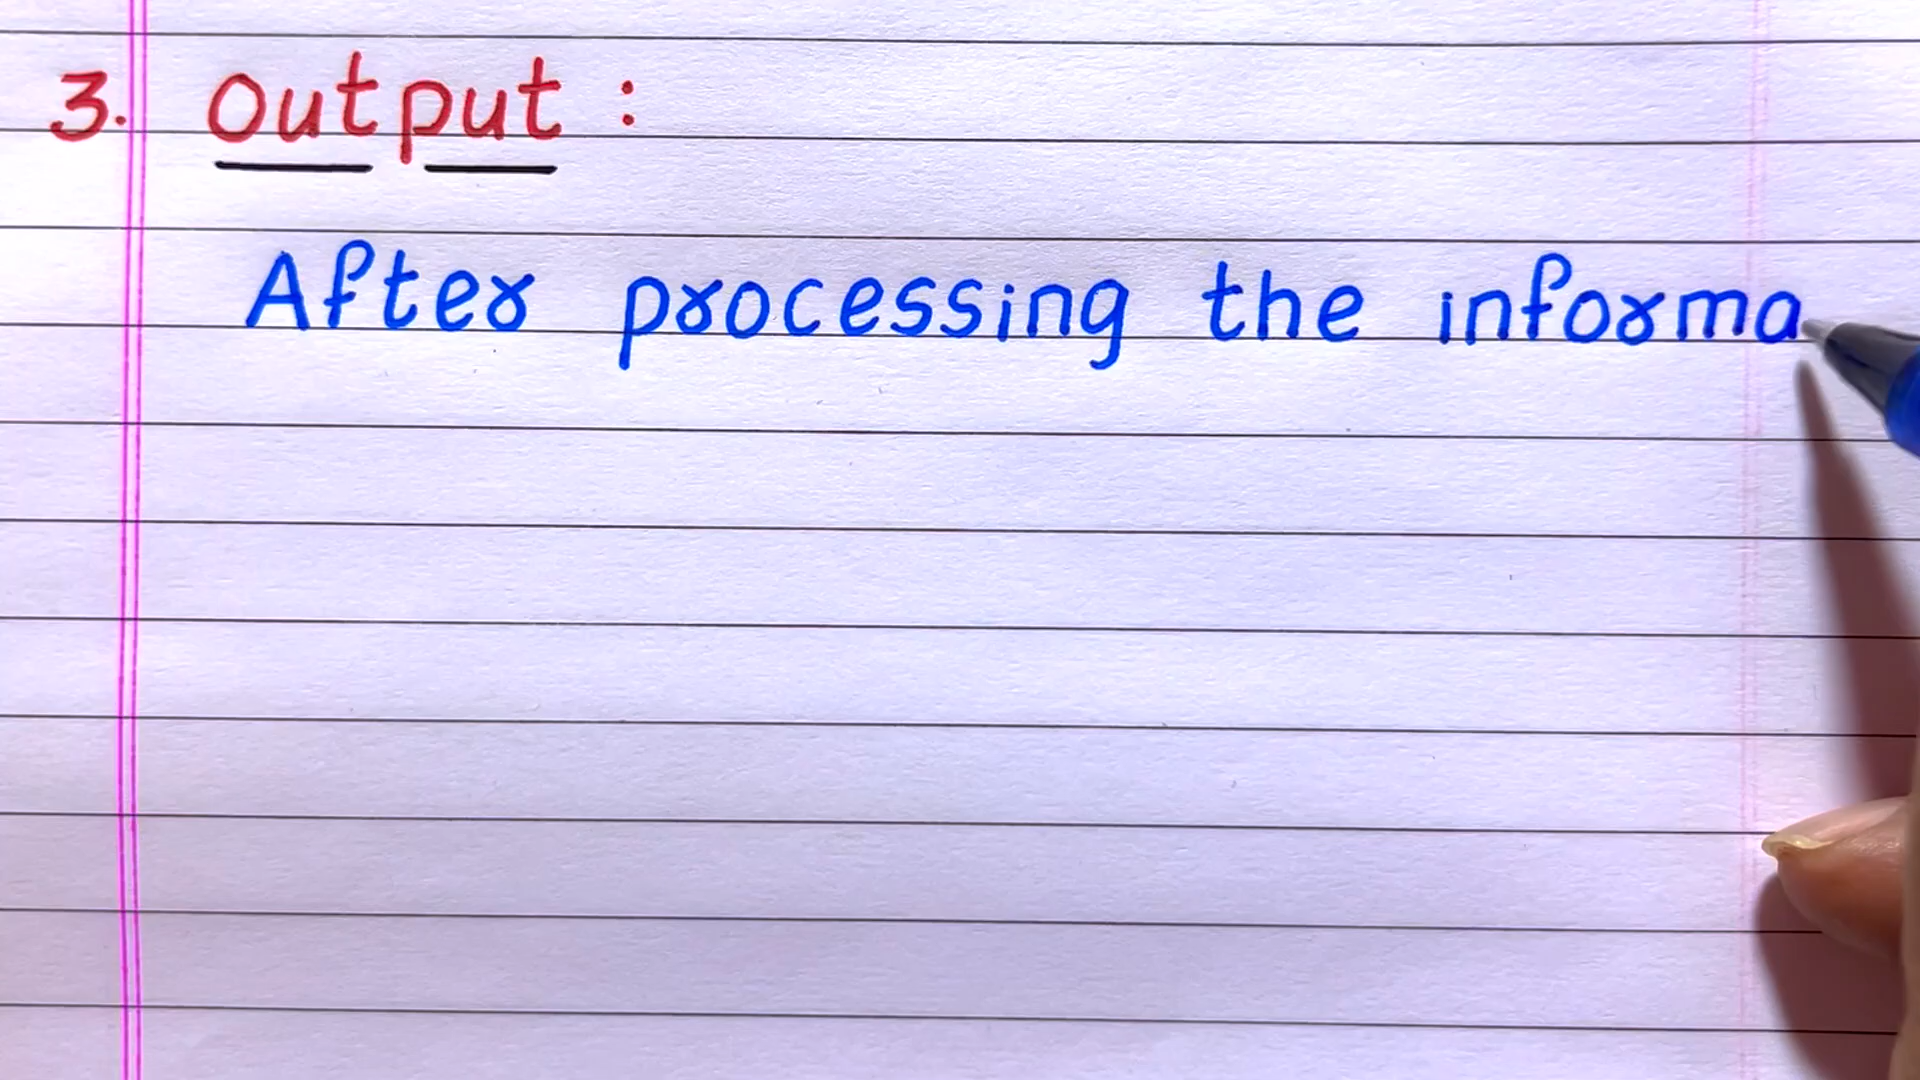 3. Output :
After processing the informa